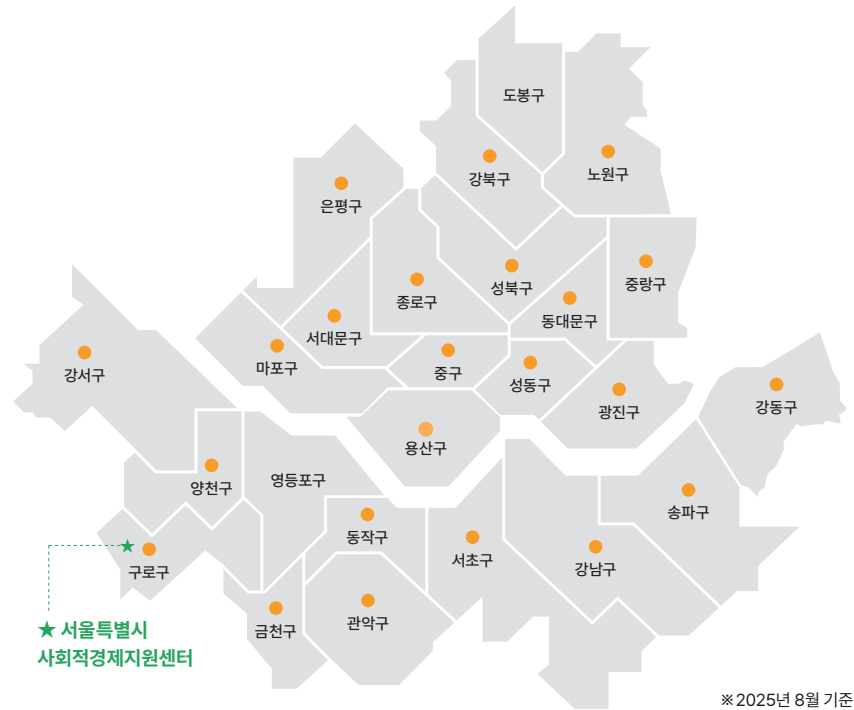 도봉구
강북구
노원구
은평구
종로구
성북구
중랑구
동대문구
서대문구
마포구
중구
성동구
강서구
광진구
강동구
용산구
영등포구
양천구
송파구
동작구
서초구
강남구
구로구
금천구
관악구
★ 서울특별시
사회적경제지원센터
※ 2025년 8월 기준